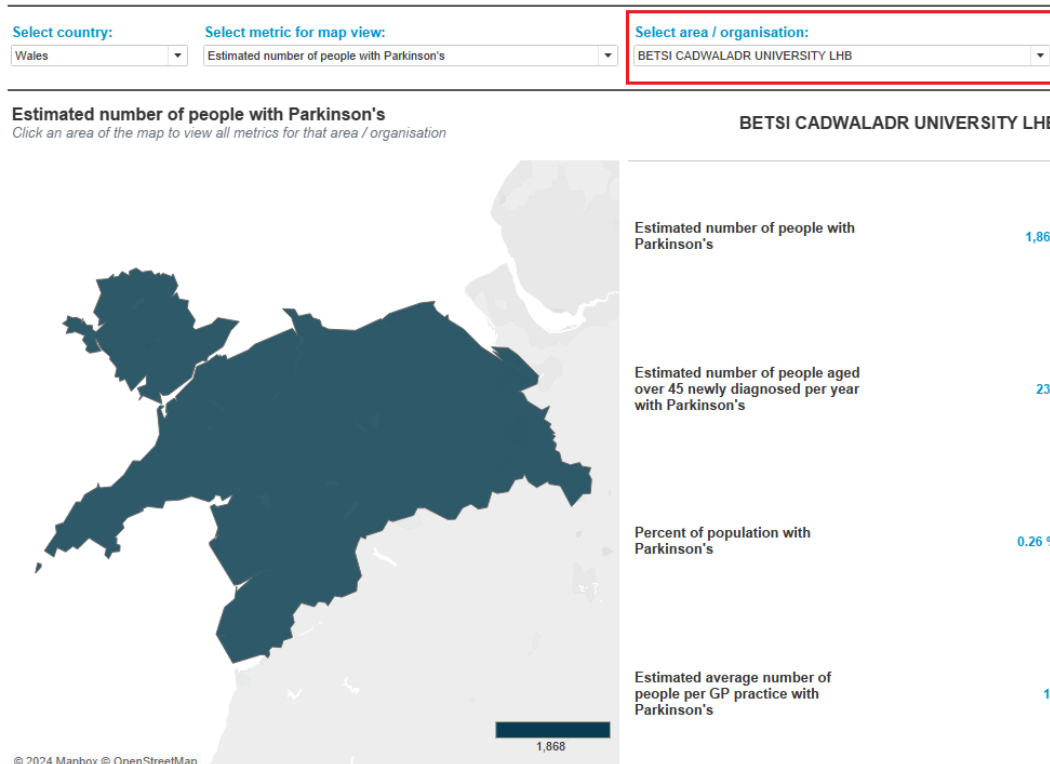 Select country:
Wales
Select metric for map view:
Estimated number of people with Parkinson's
Select area / organisation:
BETSI CADWALADR UNIVERSITY LHB
Estimated number of people with Parkinson's
Click an area of the map to view all metrics for that area / organisation
BETSI CADWALADR UNIVERSITY LHB
Estimated number of people with
Parkinson's
1,86
Estimated number of people aged
over 45 newly diagnosed per year
with Parkinson's
23
Percent of population with
Parkinson's
0.26 %
Estimated average number of
people per GP practice with
Parkinson's
1
1,868
© 2024 Mapbox © OpenStreetMap